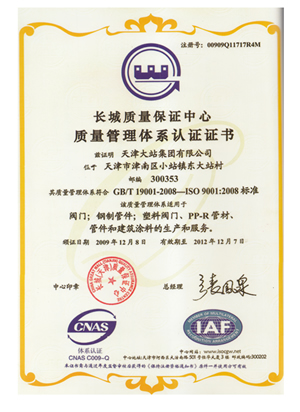 注册号：00909Q11717R4M
长城质量保证中心
质量管理体系认证证书
兹证明 天津大站集团有限公司
位于 天津市津南区小站镇东大站村
邮编 300353
其质量管理体系符合 GB/T 19001-2008—ISO 9001:2008 标准
该质量管理体系适用于
阀门；钢制管件；塑料阀门、PP-R 管材、
管件和建筑涂料的生产和服务。
颁证日期 2009 年 12 月 8 日 有效期至 2012 年 12 月 7 日
中心印章
总经理
CNAS
体系认证
CNAS C009-Q
IAF